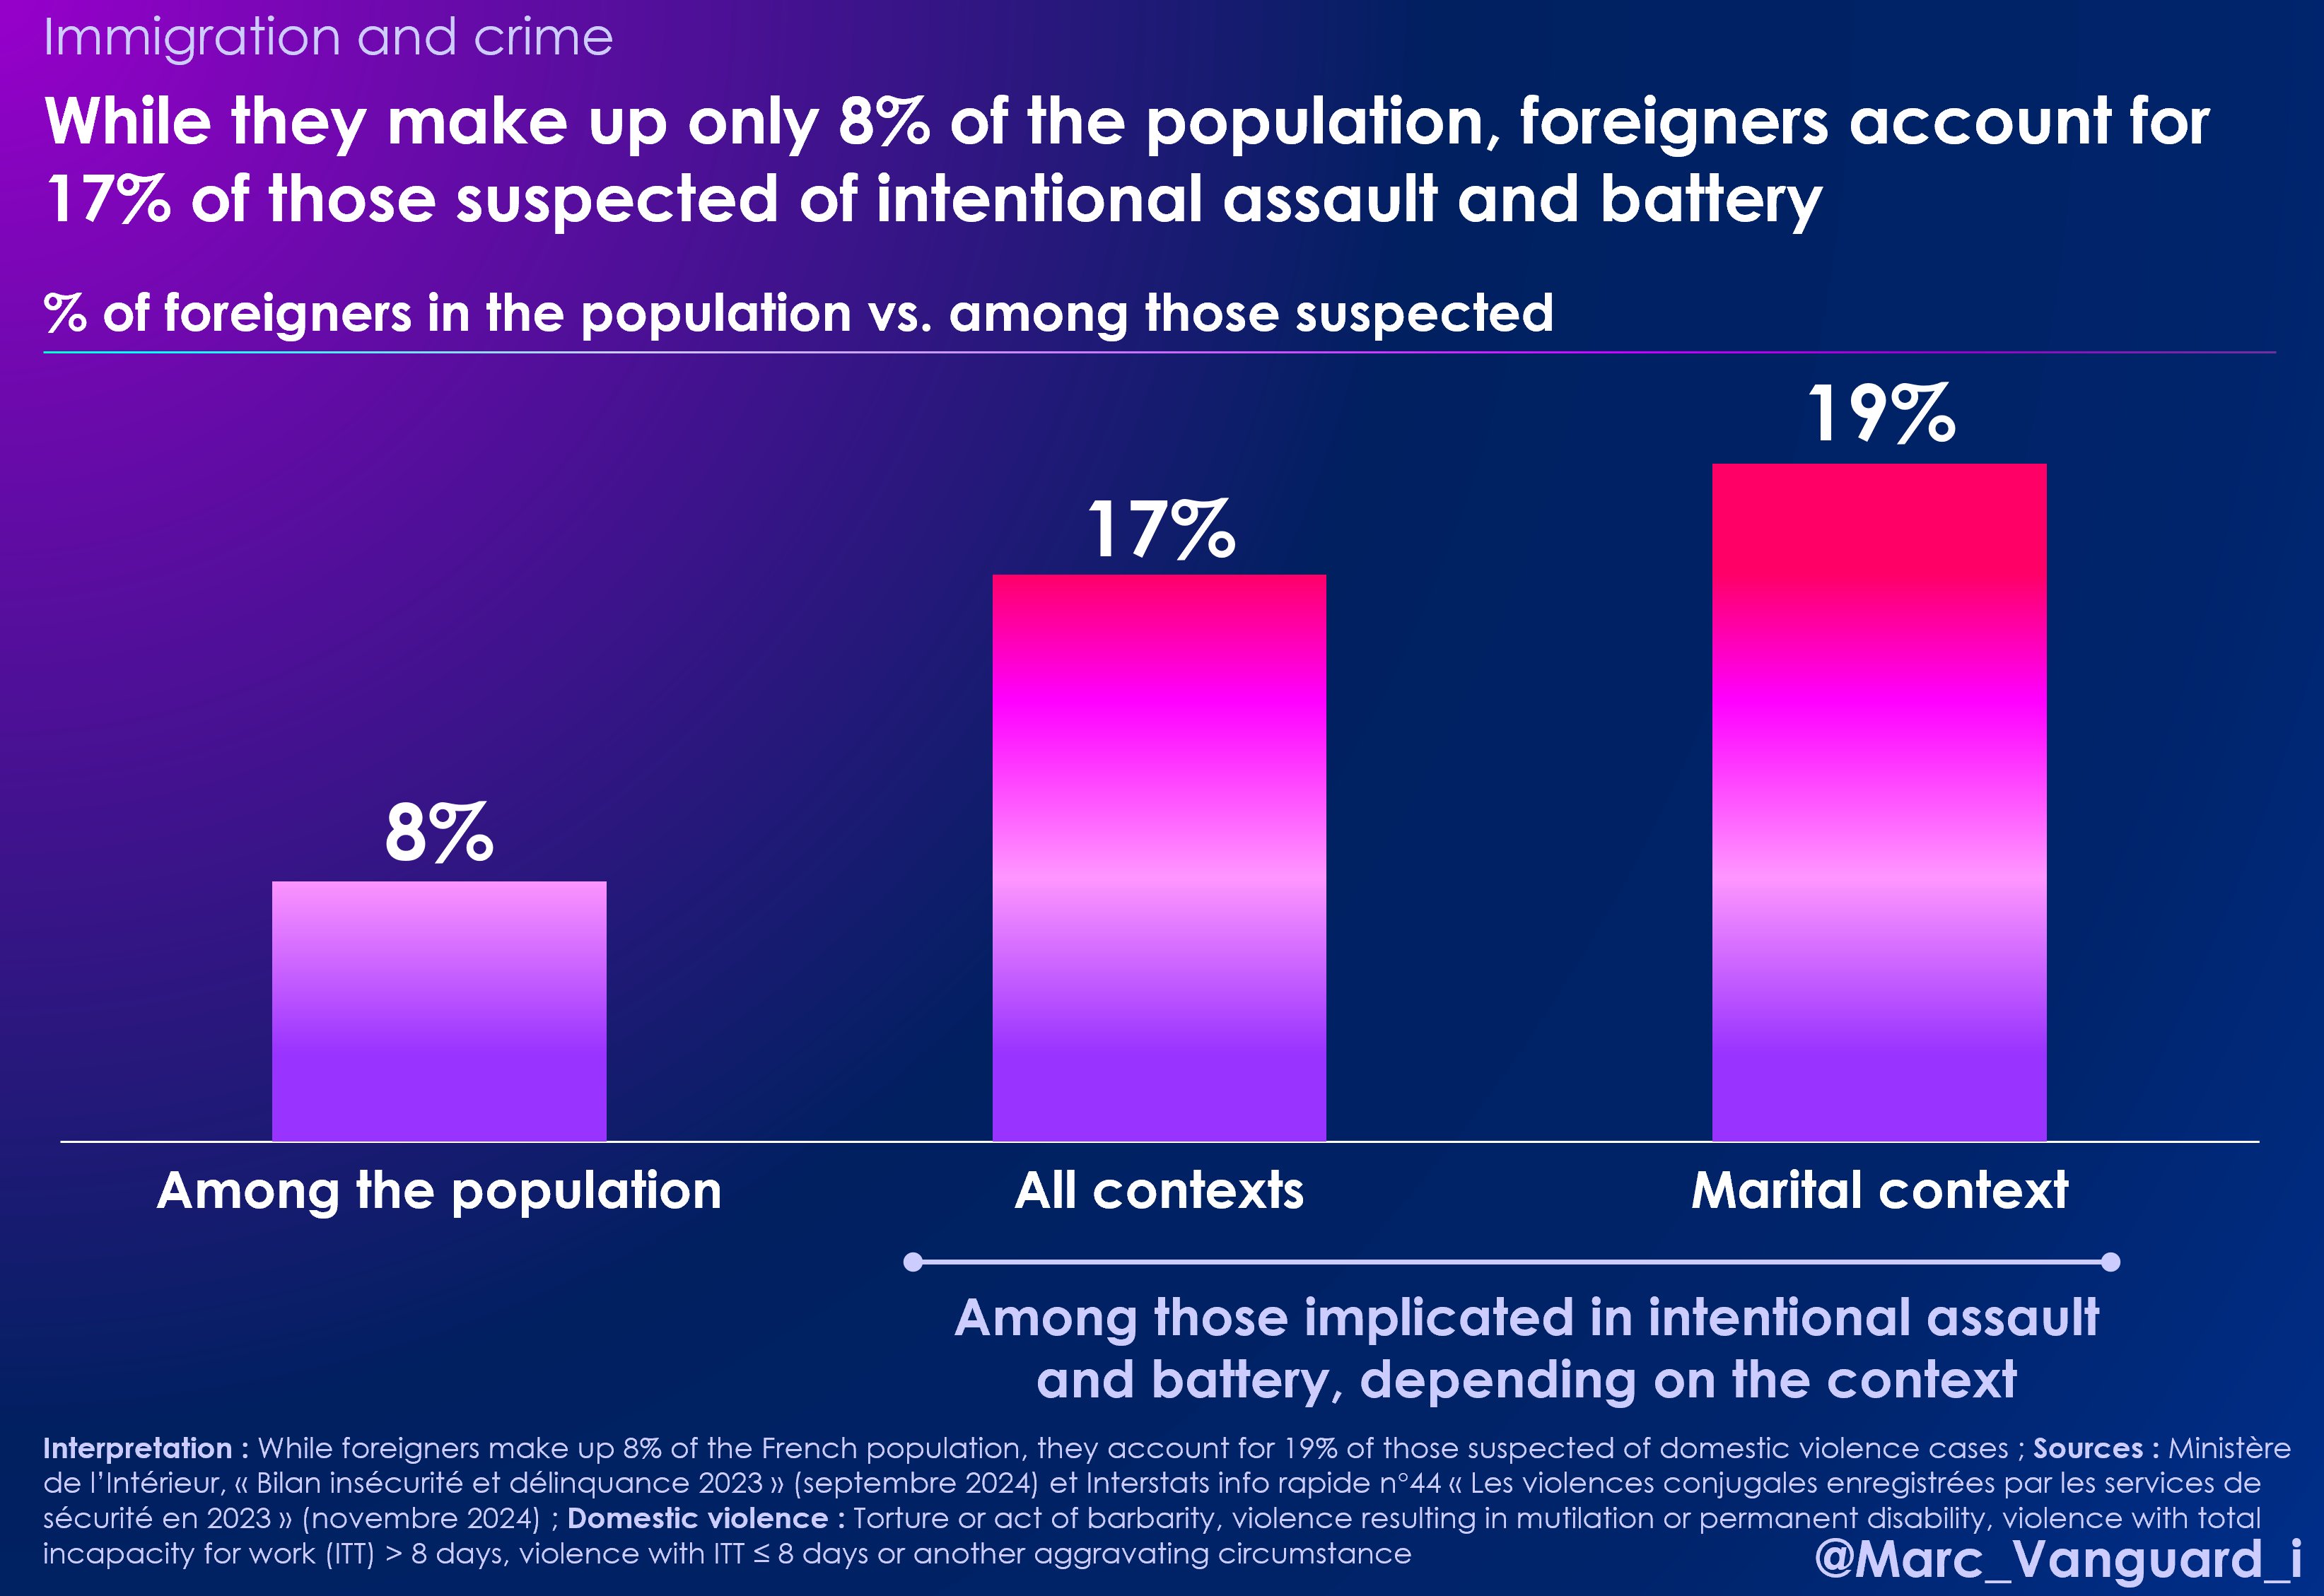 Immigration and crime
While they make up only 8% of the population, foreigners account for
17% of those suspected of intentional assault and battery
% of foreigners in the population vs. among those suspected
19%
17%
8%
Among the population
All contexts
Marital context
Among those implicated in intentional assault
and battery, depending on the context
Interpretation : While foreigners make up 8% of the French population, they account for 19% of those suspected of domestic violence cases ; Sources : Ministère
de l’Intérieur, « Bilan insécurité et délinquance 2023 » (septembre 2024) et Interstats info rapide n°44 « Les violences conjugales enregistrées par les services de
sécurité en 2023 » (novembre 2024) ; Domestic violence : Torture or act of barbarity, violence resulting in mutilation or permanent disability, violence with total
incapacity for work (ITT) > 8 days, violence with ITT ≤ 8 days or another aggravating circumstance
@Marc_Vanguard_i